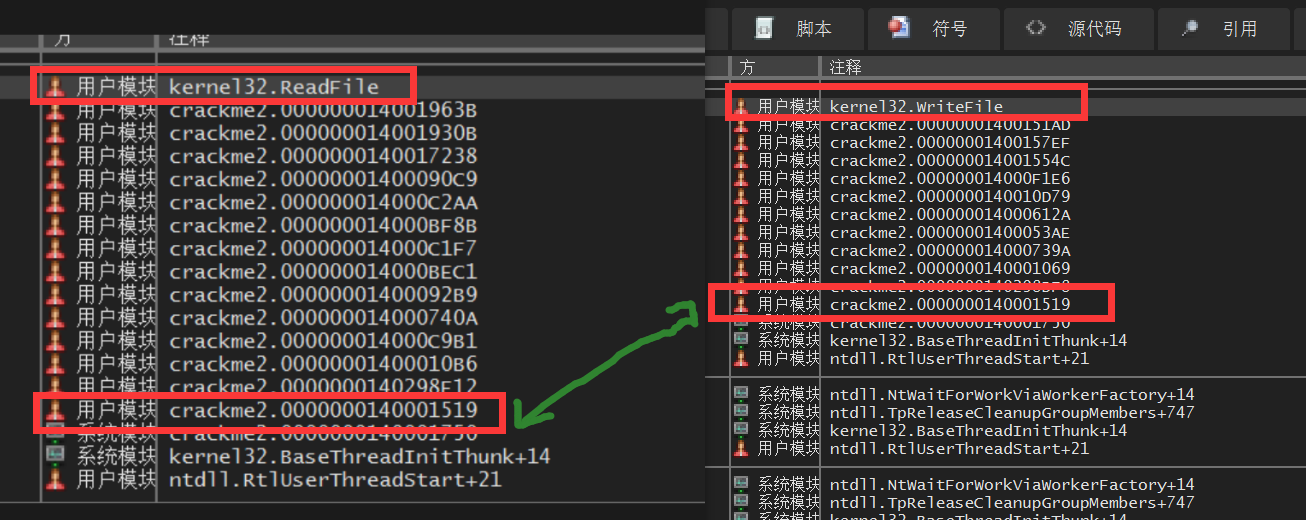 方 注释
用户模块 kernel32.ReadFile
crackme2.000000014001963B
用户模块 crackme2.000000014001930B
用户模块 crackme2.0000000140017238
用户模块 crackme2.00000001400090C9
用户模块 crackme2.000000014000C2AA
用户模块 crackme2.000000014000BF8B
用户模块 crackme2.000000014000C1F7
用户模块 crackme2.000000014000BEC1
用户模块 crackme2.00000001400092B9
用户模块 crackme2.000000014000740A
用户模块 crackme2.000000014000C9B1
用户模块 crackme2.00000001400010B6
用户模块 crackme2.0000000140298E12
用户模块 crackme2.0000000140001519
系统模块 crackme2.0000000140001750
系统模块 kernel32.BaseThreadInitThunk+14
用户模块 ntdll.RtlUserThreadStart+21
脚本 符号 源代码 引用
方 注释
用户模块 kernel32.WriteFile
用户模块 crackme2.00000001400151AD
用户模块 crackme2.00000001400157EF
用户模块 crackme2.000000014001554C
用户模块 crackme2.000000014000F1E6
用户模块 crackme2.0000000140010D79
用户模块 crackme2.000000014000612A
用户模块 crackme2.00000001400053AE
用户模块 crackme2.000000014000739A
用户模块 crackme2.0000000140001069
用户模块
用户模块 crackme2.0000000140001519
系统模块 crackme2.0000000140001750
系统模块 kernel32.BaseThreadInitThunk+14
用户模块 ntdll.RtlUserThreadStart+21
系统模块 ntdll.NtWaitForWorkViaWorkerFactory+14
系统模块 ntdll.TpReleaseCleanupGroupMembers+747
系统模块 kernel32.BaseThreadInitThunk+14
用户模块 ntdll.RtlUserThreadStart+21
系统模块 ntdll.NtWaitForWorkViaWorkerFactory+14
系统模块 ntdll.TpReleaseCleanupGroupMembers+747
系统模块 kernel32.BaseThreadInitThunk+14